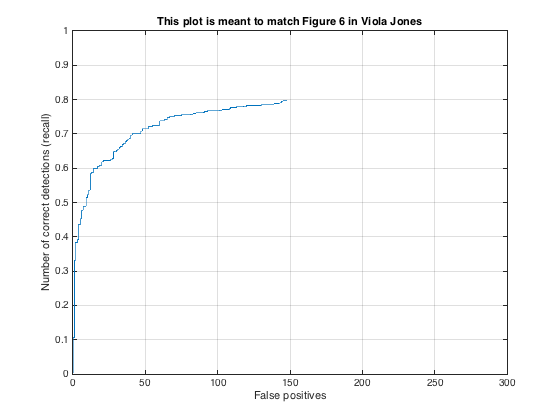 This plot is meant to match Figure 6 in Viola Jones
1
0.9
0.8
0.7
0.6
0.5
0.4
0.3
0.2
0.1
0
Number of correct detections (recall)
0 50 100 150 200 250 300
False positives